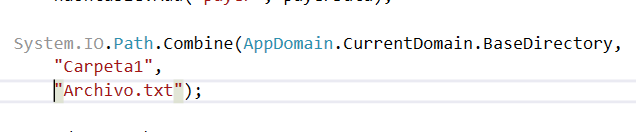 System.IO.Path.Combine(AppDomain.CurrentDomain.BaseDirectory,
"Carpeta1",
"Archivo.txt");